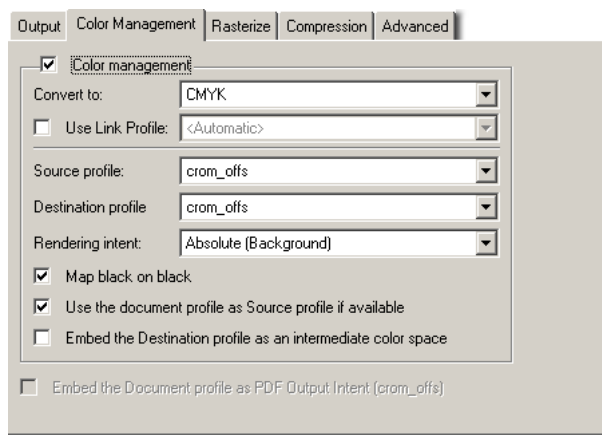 Output Color Management Rasterize Compression Advanced
Color management
Convert to: CMYK
Use Link Profile: <Automatic>
Source profile: crom_offs
Destination profile crom_offs
Rendering intent: Absolute (Background)
Map black on black
Use the document profile as Source profile if available
Embed the Destination profile as an intermediate color space
Embed the Document profile as PDF Output Intent (crom_offs)